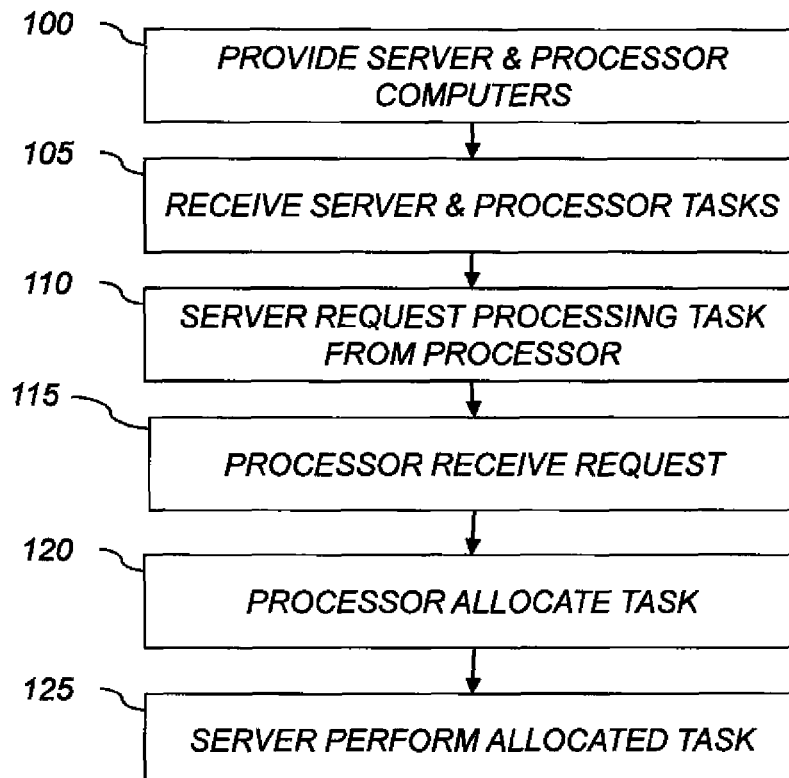 100
PROVIDE SERVER & PROCESSOR
COMPUTERS
105
RECEIVE SERVER & PROCESSOR TASKS
110
SERVER REQUEST PROCESSING TASK
FROM PROCESSOR
115
PROCESSOR RECEIVE REQUEST
120
PROCESSOR ALLOCATE TASK
125
SERVER PERFORM ALLOCATED TASK